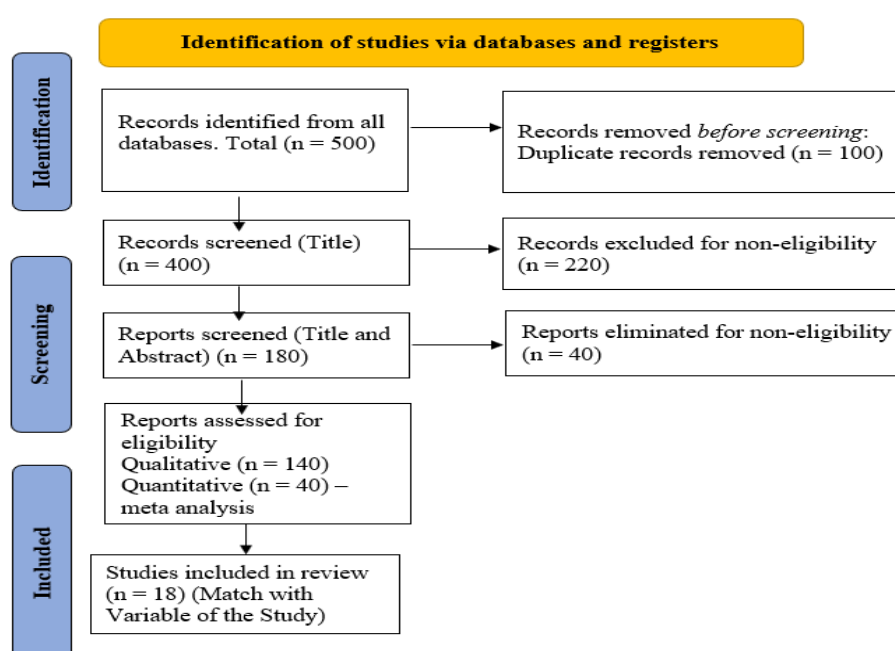 Identification of studies via databases and registers
Identification
Records identified from all
databases. Total (n = 500)
Records removed before screening:
Duplicate records removed (n = 100)
Records screened (Title)
(n = 400)
Records excluded for non-eligibility
(n = 220)
Screening
Reports screened (Title and
Abstract) (n = 180)
Reports eliminated for non-eligibility
(n = 40)
Reports assessed for
eligibility
Qualitative (n = 140)
Quantitative (n = 40) –
meta analysis
Included
Studies included in review
(n = 18) (Match with
Variable of the Study)